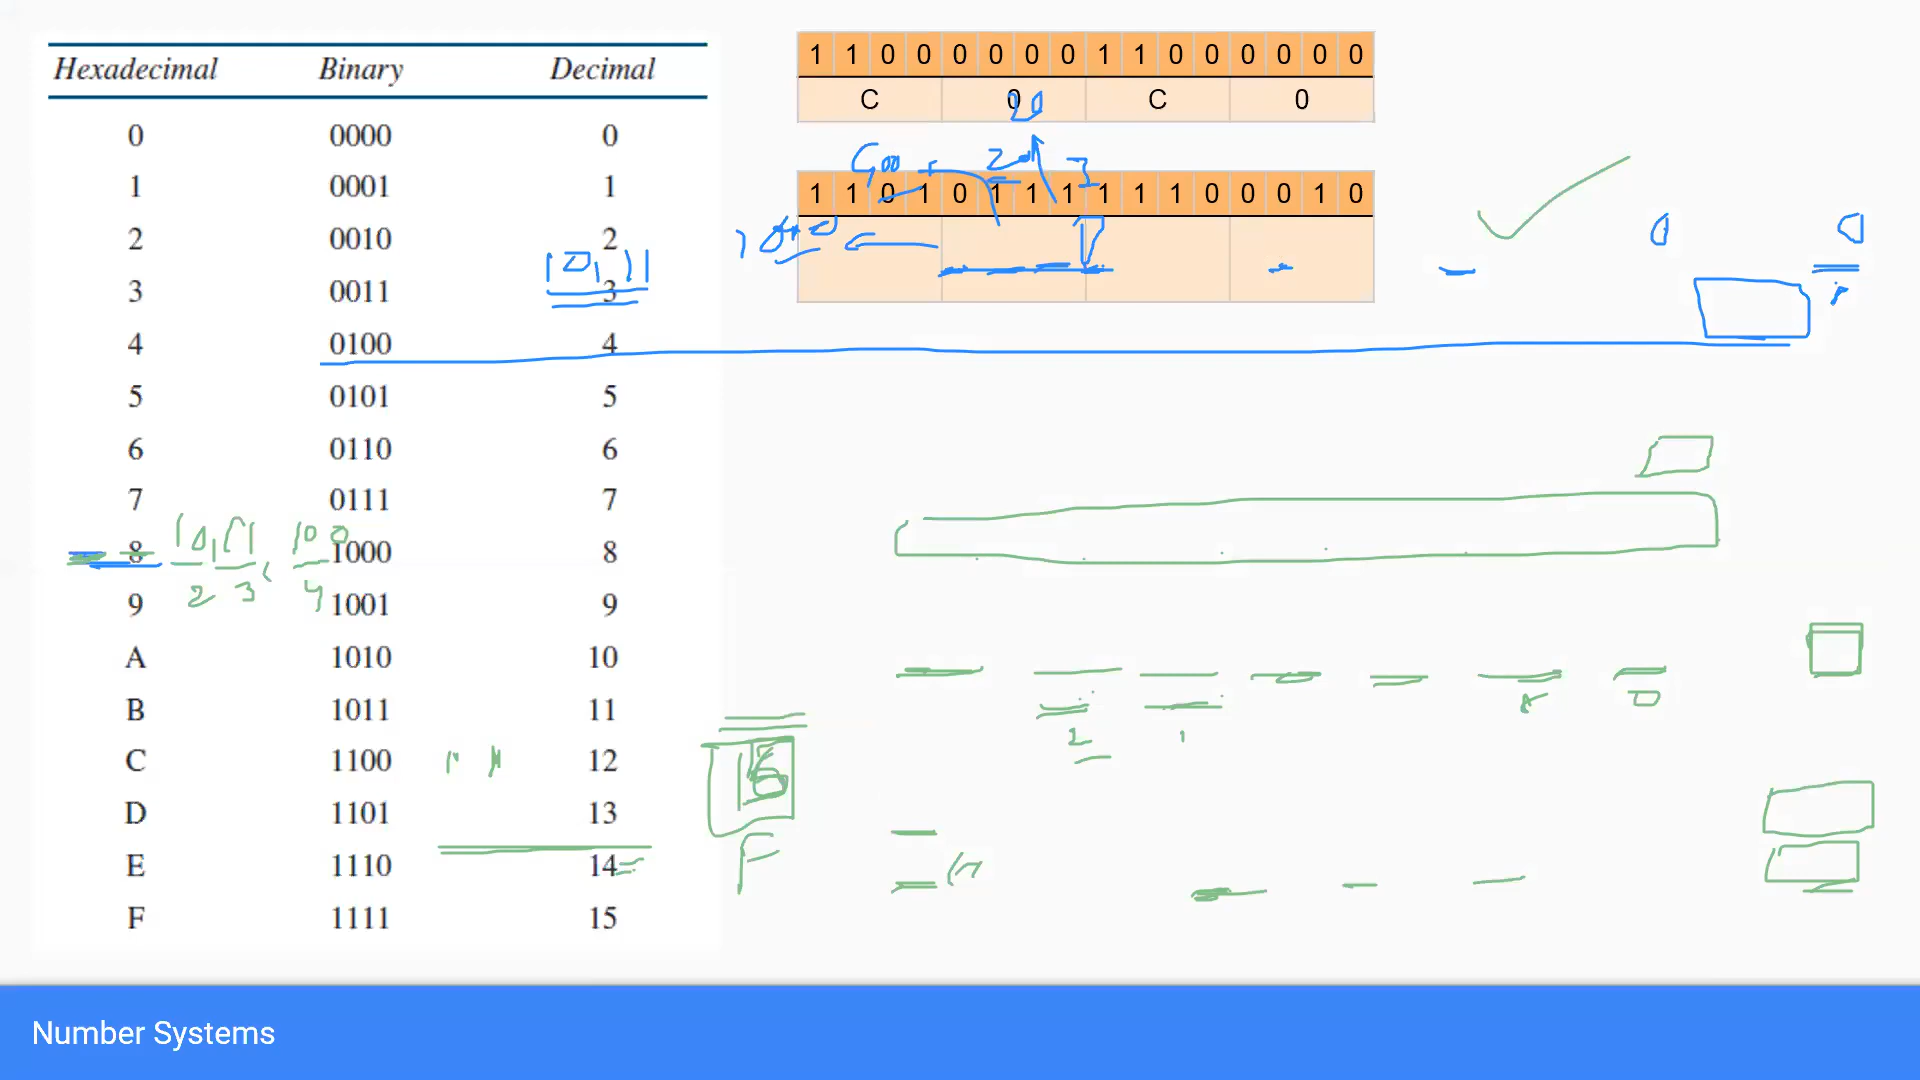 Hexadecimal Binary Decimal
0 0000 0
1 0001 1
2 0010 2
3 0011 3
4 0100 4
5 0101 5
6 0110 6
7 0111 7
8 1000 8
9 1001 9
A 1010 10
B 1011 11
C 1100 12
D 1101 13
E 1110 14
F 1111 15
1 1 0 0 0 0 0 0 1 1 0 0 0 0 0 0
C 0 C 0
1 1 0 1 0 1 1 1 1 1 1 0 0 0 1 0
2 3 4
15
F
Number Systems